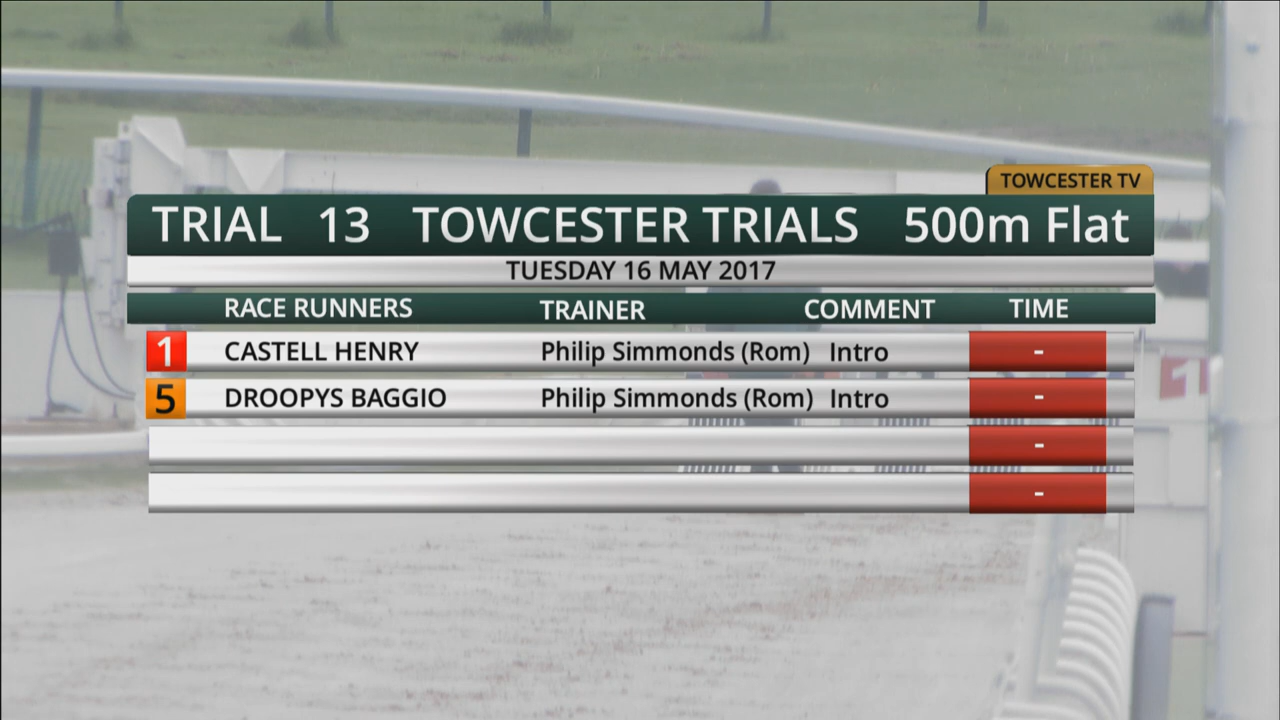 TOWCESTER TV
TRIAL 13 TOWCESTER TRIALS 500m Flat
TUESDAY 16 MAY 2017
RACE RUNNERS TRAINER COMMENT TIME
1 CASTELL HENRY Philip Simmonds (Rom) Intro -
5 DROOPYS BAGGIO Philip Simmonds (Rom) Intro -
-
-
1